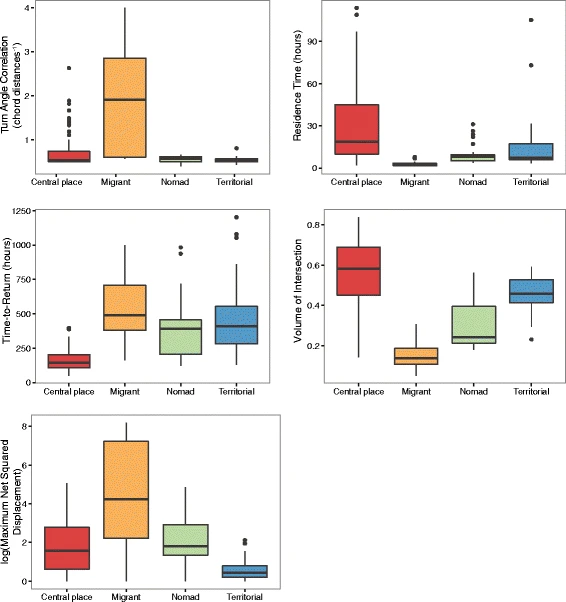 Turn Angle Correlation
(chord distances⁻¹)
4
3
2
1
Central place Migrant Nomad Territorial
Residence Time (hours)
90
60
30
0
Central place Migrant Nomad Territorial
Time-to-Return (hours)
1250
1000
750
500
250
0
Central place Migrant Nomad Territorial
Volume of Intersection
0.8
0.6
0.4
0.2
Central place Migrant Nomad Territorial
log(Maximum Net Squared
Displacement)
8
6
4
2
0
Central place Migrant Nomad Territorial